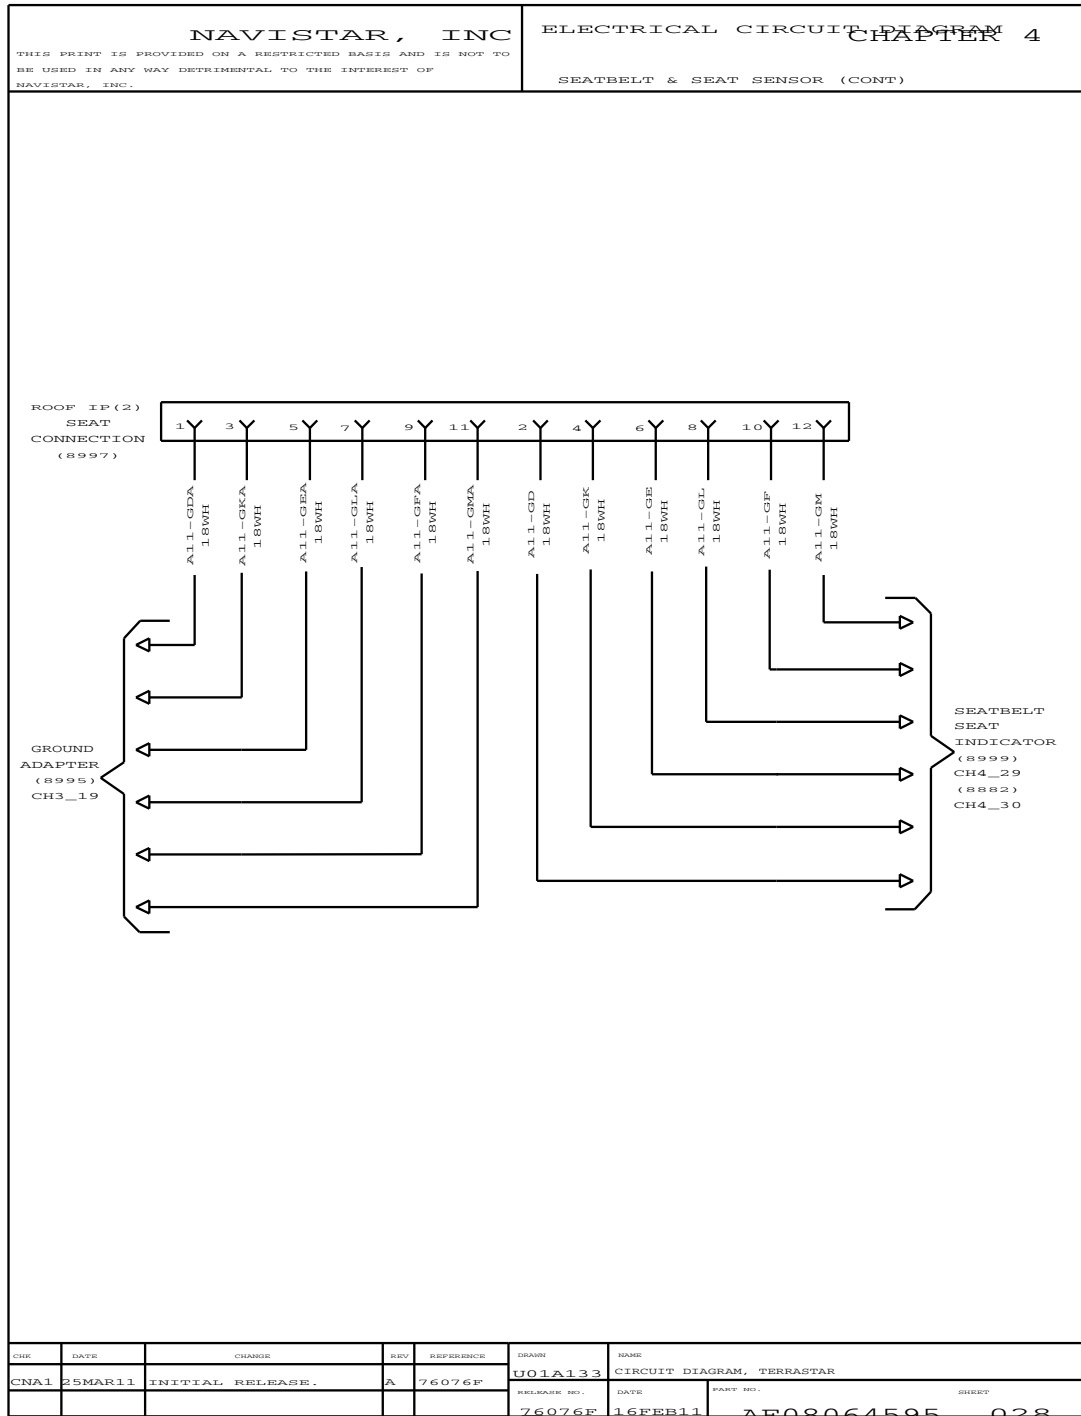 NAVISTAR, INC
THIS PRINT IS PROVIDED ON A RESTRICTED BASIS AND IS NOT TO
BE USED IN ANY WAY DETRIMENTAL TO THE INTEREST OF
NAVISTAR, INC.
ELECTRICAL CIRCUIT DIAGRAM
CHAPTER 4
SEATBELT & SEAT SENSOR (CONT)
ROOF IP(2)
SEAT
CONNECTION
(8997)
1 3 5 7 9 11 2 4 6 8 10 12
A11-GDA
18WH
A11-GKA
18WH
A11-GEA
18WH
A11-GLA
18WH
A11-GFA
18WH
A11-GMA
18WH
A11-GD
18WH
A11-GK
18WH
A11-GE
18WH
A11-GL
18WH
A11-GF
18WH
A11-GM
18WH
GROUND
ADAPTER
(8995)
CH3_19
SEATBELT
SEAT
INDICATOR
(8999)
CH4_29
(8882)
CH4_30
CHK DATE CHANGE REV REFERENCE
CNA1 25MAR11 INITIAL RELEASE. A 76076F
DRAWN
U01A133
NAME
CIRCUIT DIAGRAM, TERRASTAR
RELEASE NO.
76076F
DATE
16FEB11
PART NO. SHEET
AE08064595 028